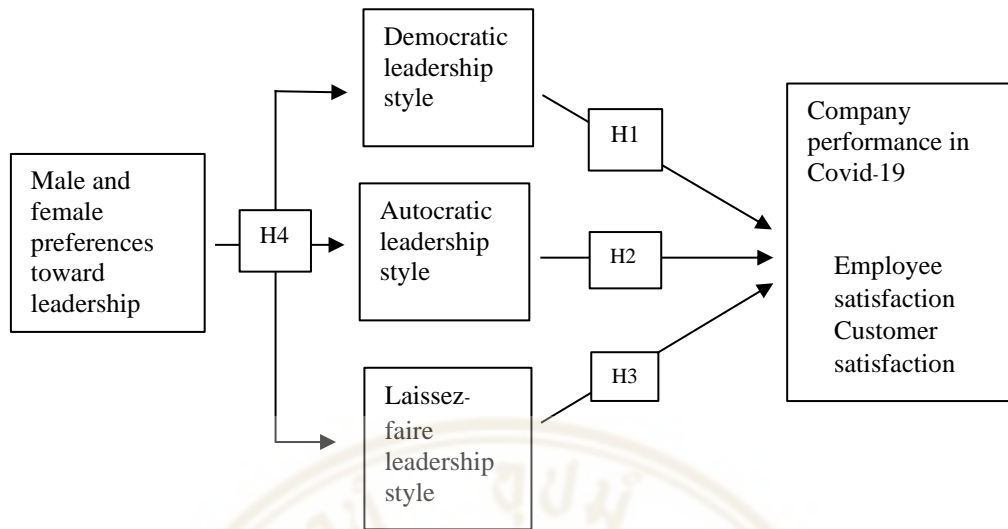 Male and
female
preferences
toward
leadership
H4
Democratic
leadership
style
Autocratic
leadership
style
Laissez-
faire
leadership
style
H1
H2
H3
Company
performance in
Covid-19
Employee
satisfaction
Customer
satisfaction